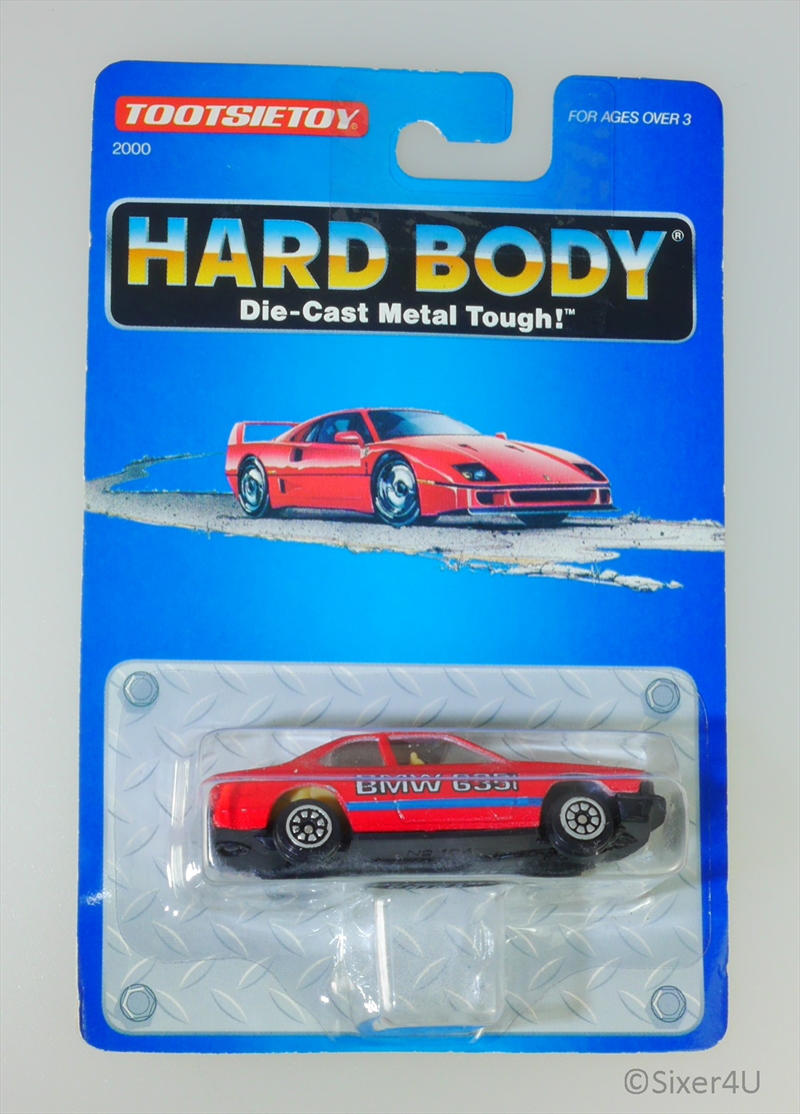 TOOTSIETOY®
FOR AGES OVER 3
2000
HARD BODY®
Die-Cast Metal Tough!™
BMW 635i
©Sixer4U